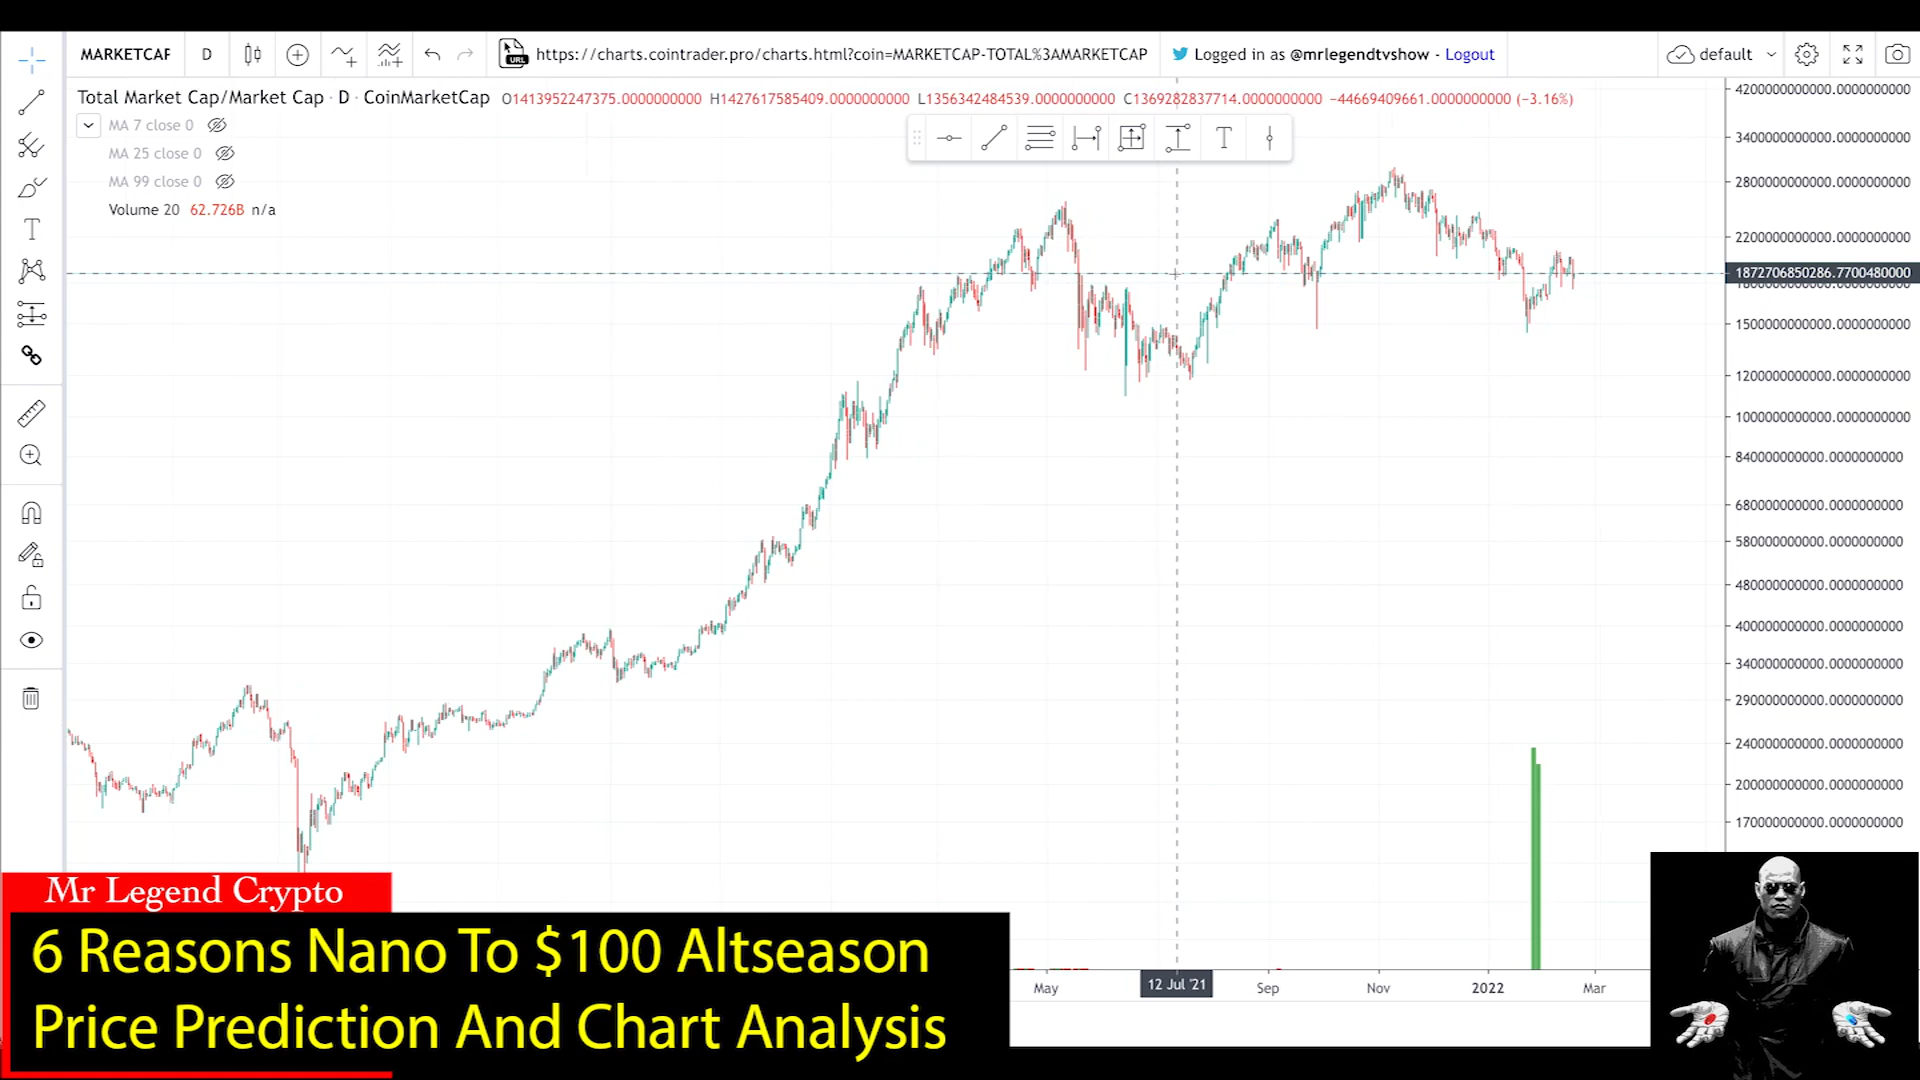 MARKETCAP D https://charts.cointrader.pro/charts.html?coin=MARKETCAP-TOTAL%3AMARKETCAP Logged in as @mrlegendtvshow - Logout default
Total Market Cap/Market Cap · D · CoinMarketCap O1413952247375.0000000000 H1427617585409.0000000000 L1356342484539.0000000000 C1369282837714.0000000000 −44669409661.0000000000 (−3.16%)
MA 7 close 0
MA 25 close 0
MA 99 close 0
Volume 20 62.726B n/a
4200000000000.0000000000
3400000000000.0000000000
2800000000000.0000000000
2200000000000.0000000000
1872706850286.7700480000
1800000000000.0000000000
1500000000000.0000000000
1200000000000.0000000000
1000000000000.0000000000
840000000000.0000000000
680000000000.0000000000
580000000000.0000000000
480000000000.0000000000
400000000000.0000000000
340000000000.0000000000
290000000000.0000000000
240000000000.0000000000
200000000000.0000000000
170000000000.0000000000
May 12 Jul '21 Sep Nov 2022 Mar
Mr Legend Crypto
6 Reasons Nano To $100 Altseason
Price Prediction And Chart Analysis